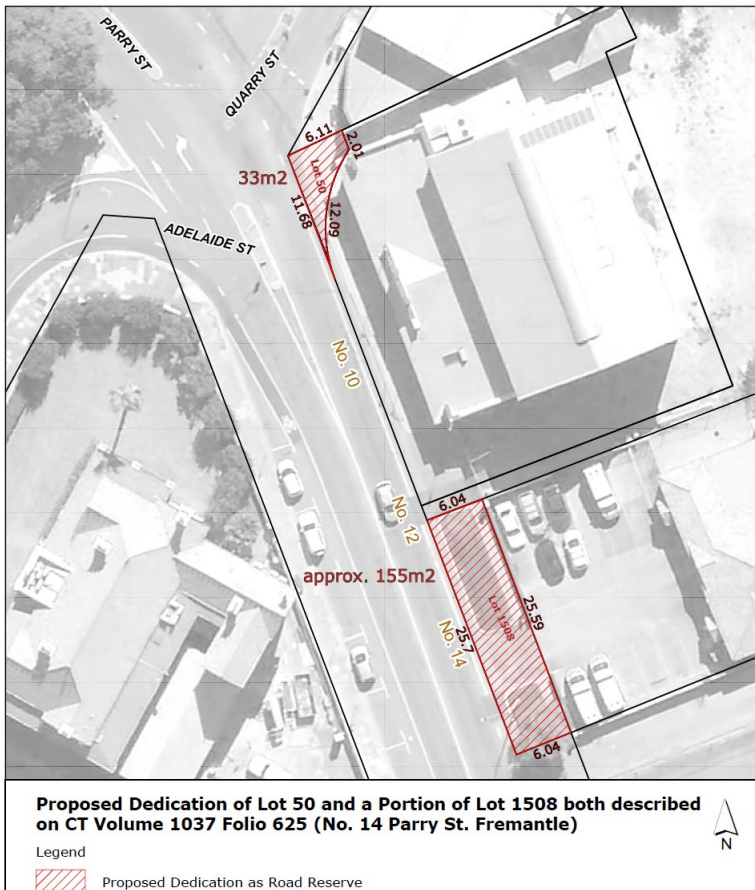 PARRY ST
QUARRY ST
6.11
2.01
Lot 50
33m2
11.68
12.09
ADELAIDE ST
No. 10
6.04
No. 12
approx. 155m2
Lot 1508
25.59
25.7
No. 14
6.04
Proposed Dedication of Lot 50 and a Portion of Lot 1508 both described
on CT Volume 1037 Folio 625 (No. 14 Parry St. Fremantle)
Legend
N
Proposed Dedication as Road Reserve